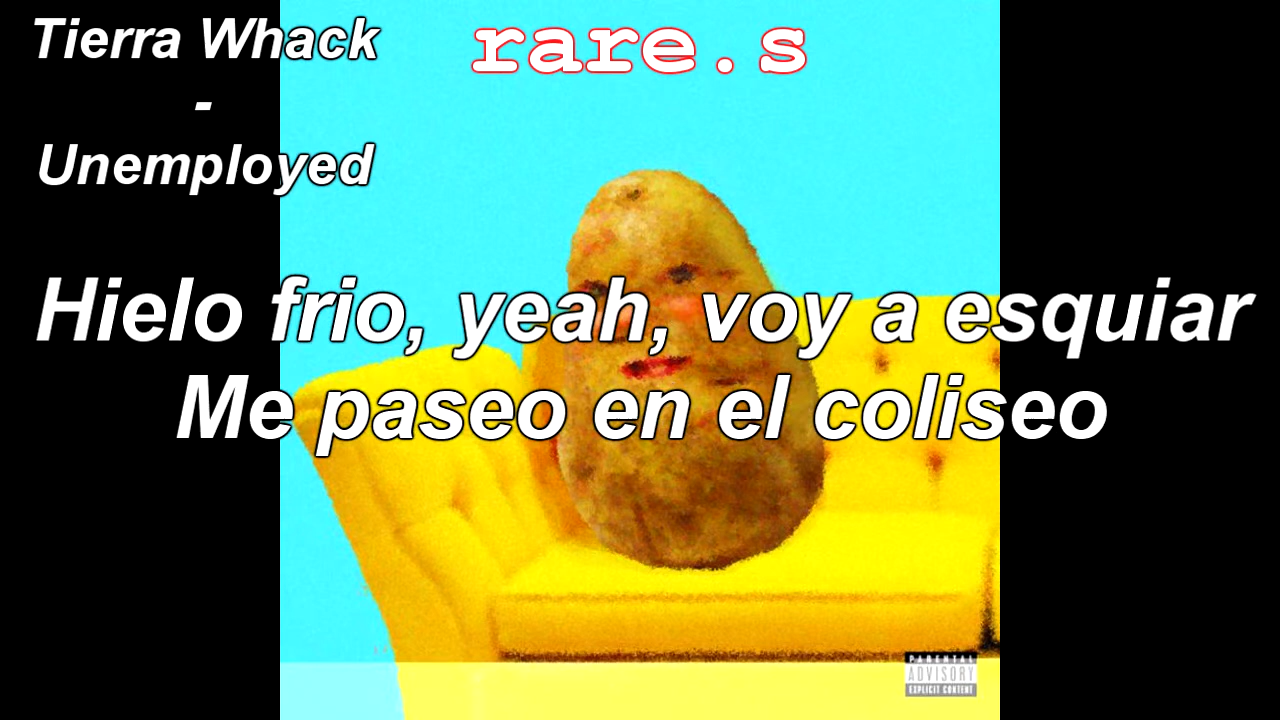 Tierra Whack
-
Unemployed
rare.s
Hielo frio, yeah, voy a esquiar
Me paseo en el coliseo
PARENTAL
ADVISORY
EXPLICIT CONTENT